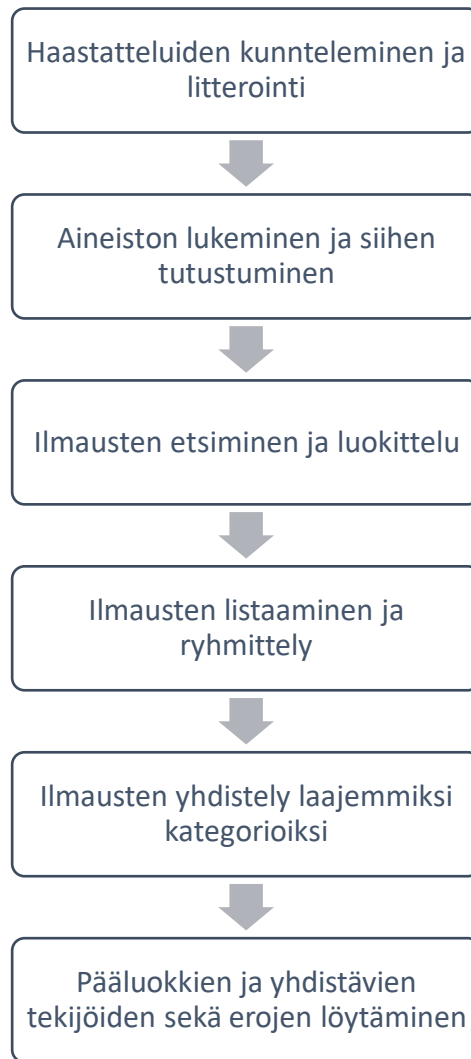 Haastatteluiden kunnteleminen ja
litterointi
Aineiston lukeminen ja siihen
tutustuminen
Ilmausten etsiminen ja luokittelu
Ilmausten listaaminen ja
ryhmittely
Ilmausten yhdistely laajemmiksi
kategorioiksi
Pääluokkien ja yhdistävien
tekijöiden sekä erojen löytäminen